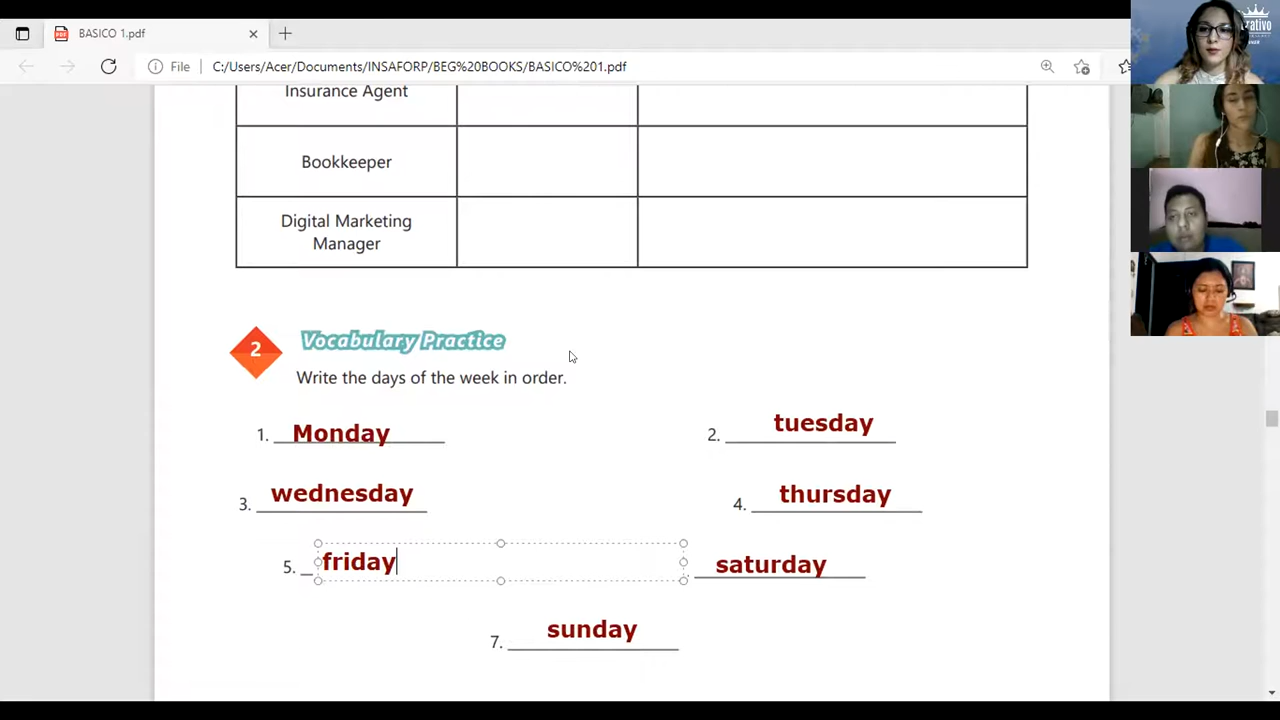 BASICO 1.pdf
File C:/Users/Acer/Documents/INSAFORP/BEG%20BOOKS/BASICO%201.pdf
Insurance Agent
Bookkeeper
Digital Marketing
Manager
2 Vocabulary Practice
Write the days of the week in order.
1. Monday
2. tuesday
3. wednesday
4. thursday
5. friday
saturday
7. sunday